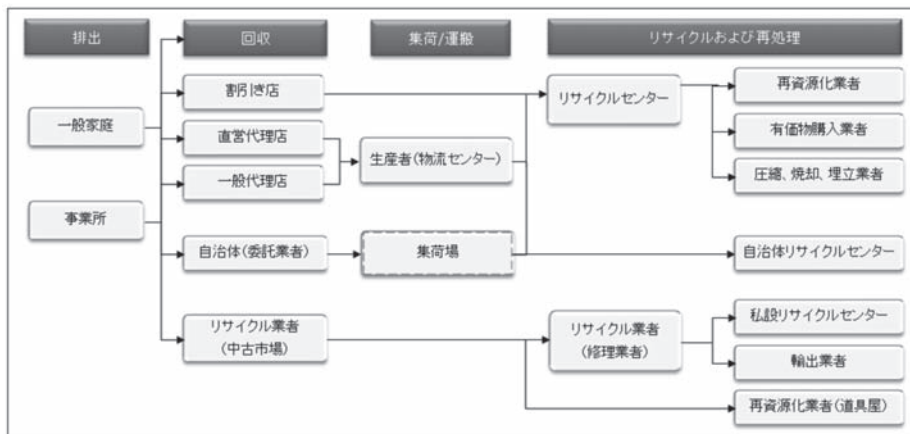 排出
回収
集荷/運搬
リサイクルおよび再処理
一般家庭
事業所
割引き店
直営代理店
一般代理店
自治体(委託業者)
リサイクル業者
(中古市場)
生産者(物流センター)
集荷場
リサイクルセンター
リサイクル業者
(修理業者)
再資源化業者
有価物購入業者
圧縮、焼却、埋立業者
自治体リサイクルセンター
私設リサイクルセンター
輸出業者
再資源化業者(道具屋)